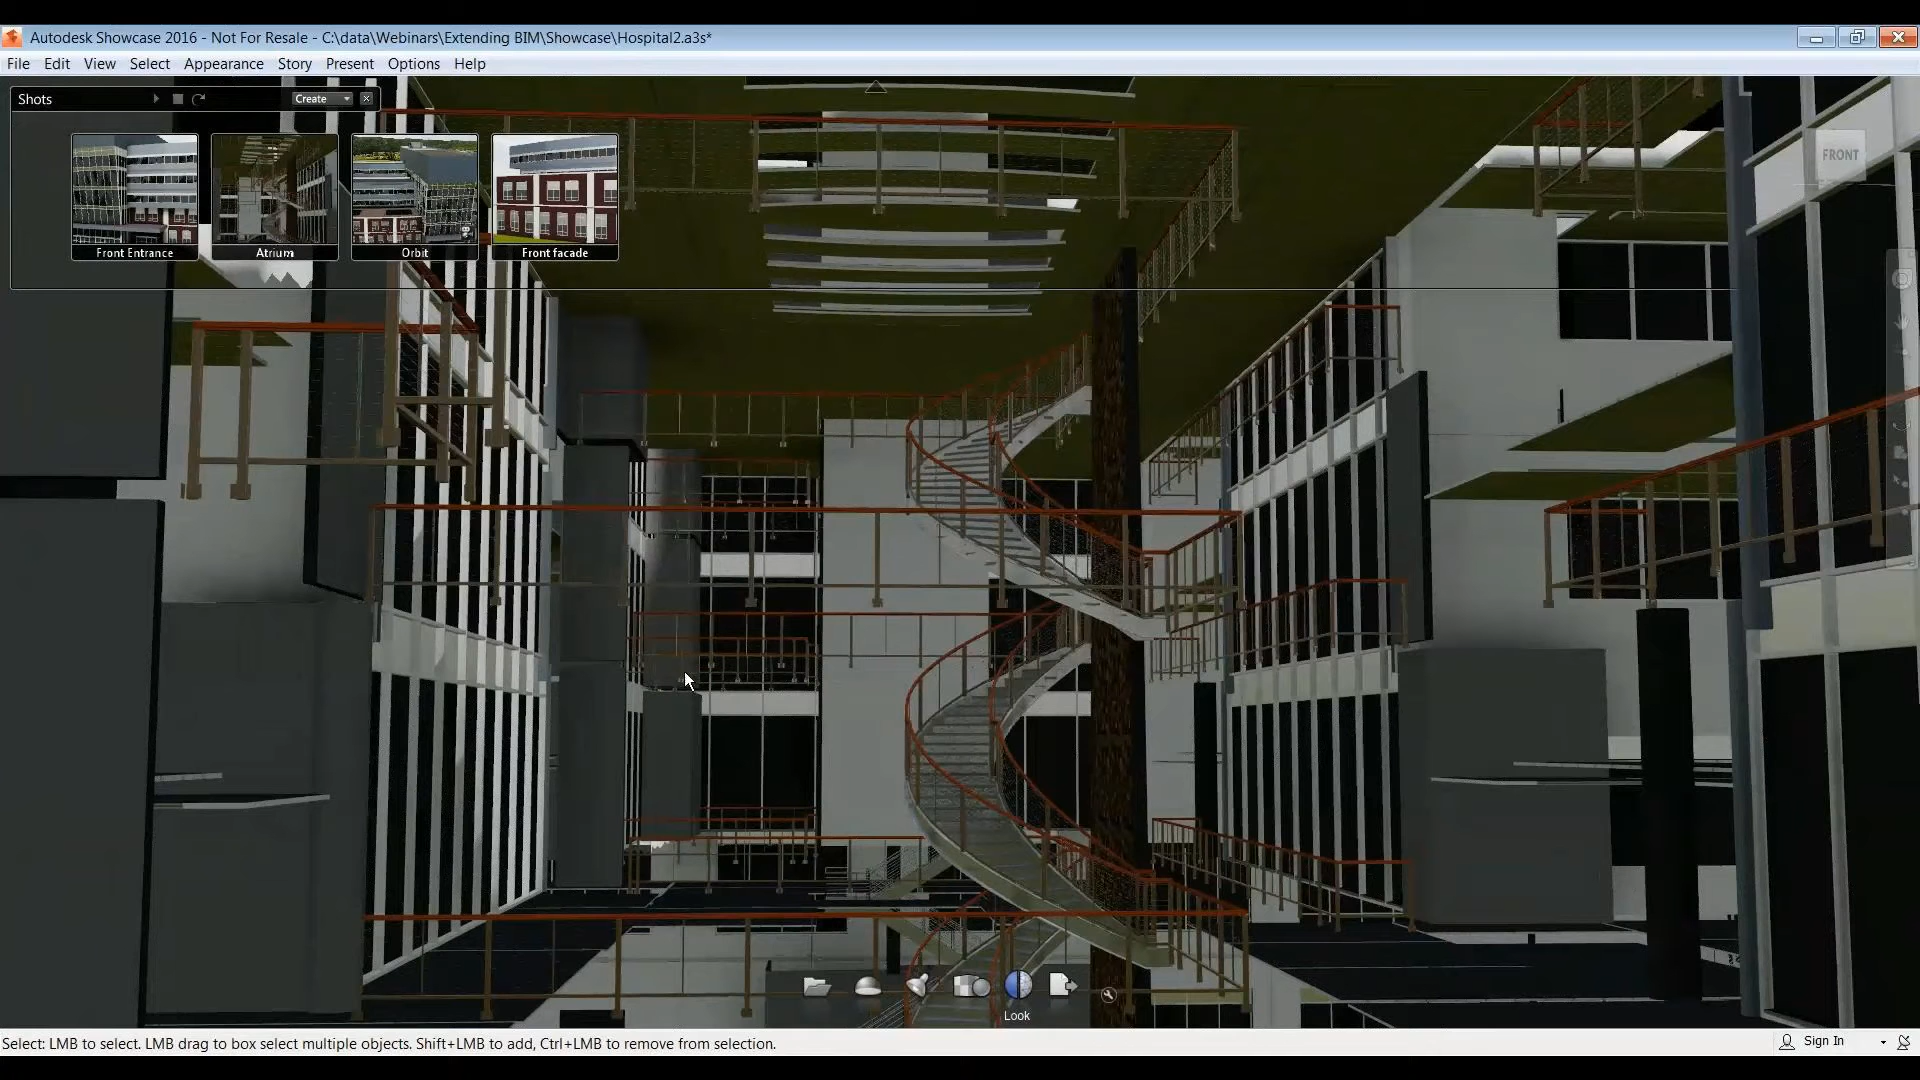 Autodesk Showcase 2016 - Not For Resale - C:\data\Webinars\Extending BIM\Showcase\Hospital2.a3s*
File Edit View Select Appearance Story Present Options Help
Shots
Create
FRONT
Front Entrance
Atrium
Orbit
Front facade
Look
Select: LMB to select. LMB drag to box select multiple objects. Shift+LMB to add, Ctrl+LMB to remove from selection.
Sign In